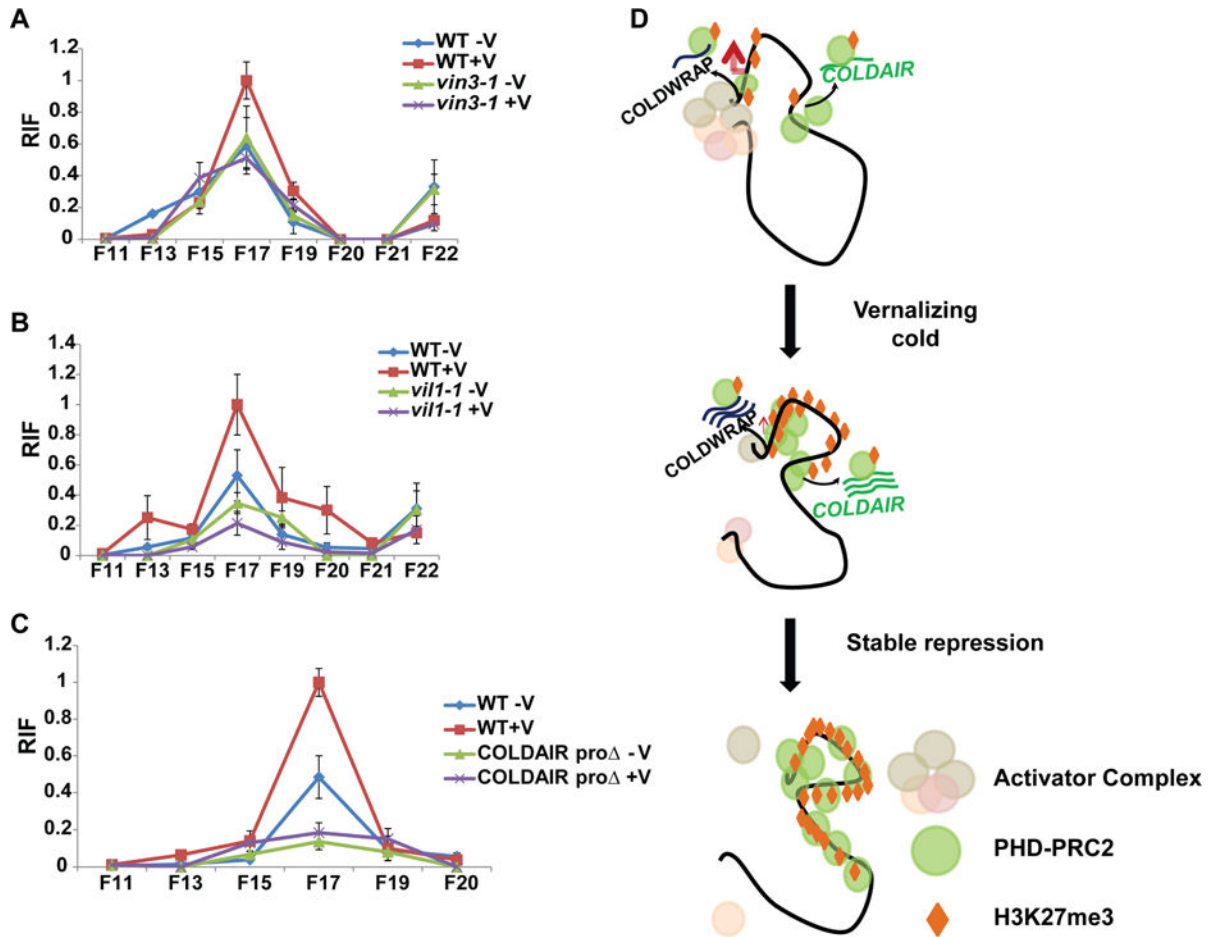 A
RIF
1.2
1
0.8
0.6
0.4
0.2
0
F11 F13 F15 F17 F19 F20 F21 F22
WT -V
WT+V
vin3-1 -V
vin3-1 +V
B
RIF
1.4
1.2
1
0.8
0.6
0.4
0.2
0
F11 F13 F15 F17 F19 F20 F21 F22
WT-V
WT+V
vil1-1 -V
vil1-1 +V
C
RIF
1.2
1
0.8
0.6
0.4
0.2
0
F11 F13 F15 F17 F19 F20
WT -V
WT+V
COLDAIR pro∆ -V
COLDAIR pro∆ +V
D
COLDWRAP
COLDAIR
Vernalizing
cold
COLDWRAP
COLDAIR
Stable repression
Activator Complex
PHD-PRC2
H3K27me3